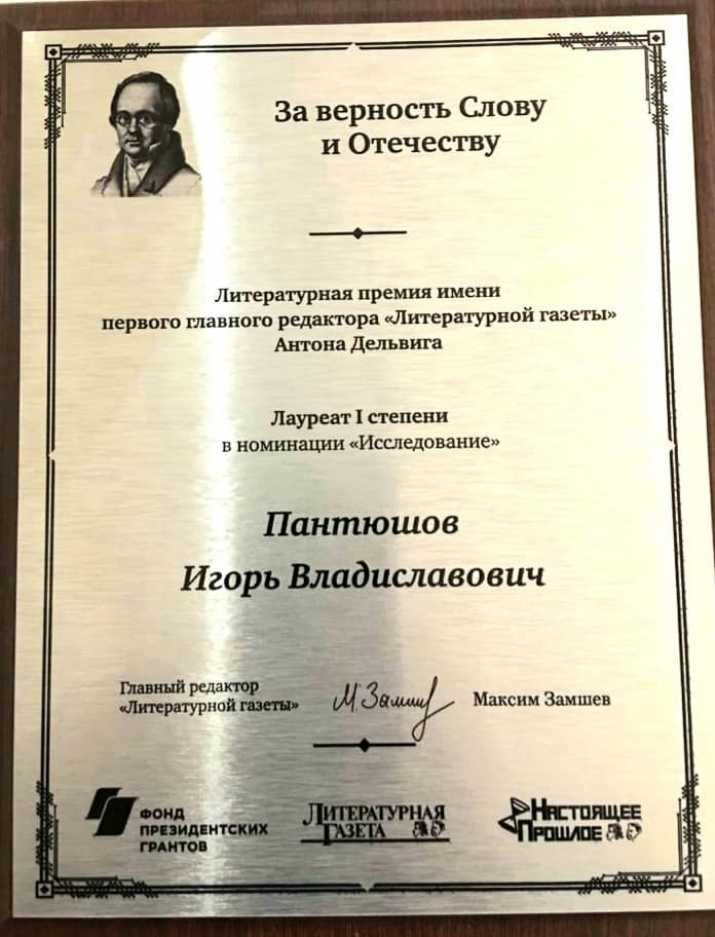 За верность Слову
и Отечеству
Литературная премия имени
первого главного редактора «Литературной газеты»
Антона Дельвига
Лауреат I степени
в номинации «Исследование»
Пантюшов
Игорь Владиславович
Главный редактор
«Литературной газеты»
М. Замш
Максим Замшев
ФОНД
ПРЕЗИДЕНТСКИХ
ГРАНТОВ
ЛИТЕРАТУРНАЯ
ГАЗЕТА
НАСТОЯЩЕЕ
ПРОШЛОЕ